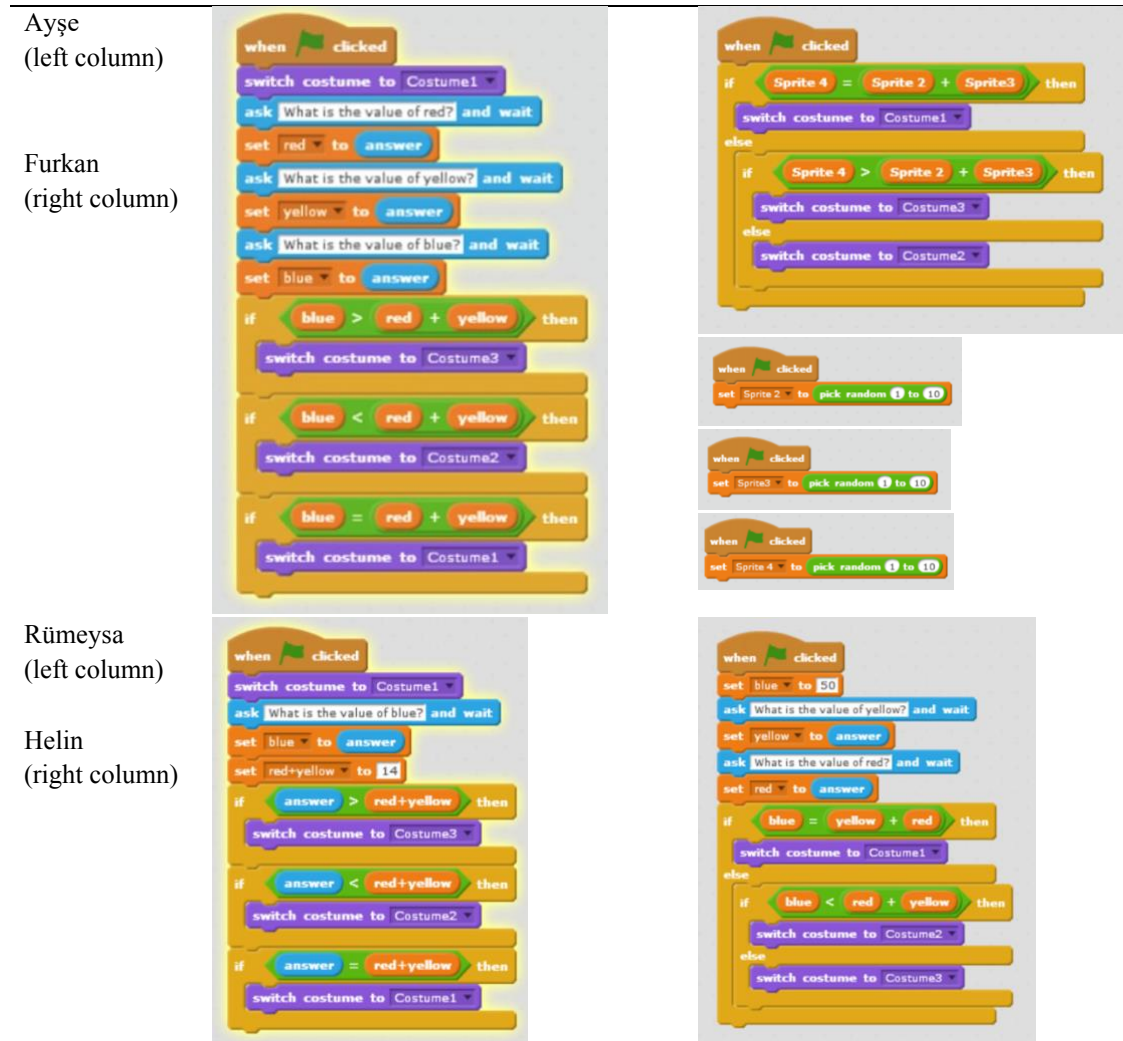 Ayşe
(left column)
Furkan
(right column)
when clicked
switch costume to Costume1
ask What is the value of red? and wait
set red to answer
ask What is the value of yellow? and wait
set yellow to answer
ask What is the value of blue? and wait
set blue to answer
if blue > red + yellow then
switch costume to Costume3
if blue < red + yellow then
switch costume to Costume2
if blue = red + yellow then
switch costume to Costume1
when clicked
if Sprite 4 = Sprite 2 + Sprite3 then
switch costume to Costume1
else
if Sprite 4 > Sprite 2 + Sprite3 then
switch costume to Costume3
else
switch costume to Costume2
when clicked
set Sprite 2 to pick random 1 to 10
when clicked
set Sprite3 to pick random 1 to 10
when clicked
set Sprite 4 to pick random 1 to 10
Rümeysa
(left column)
Helin
(right column)
when clicked
switch costume to Costume1
ask What is the value of blue? and wait
set blue to answer
set red+yellow to 14
if answer > red+yellow then
switch costume to Costume3
if answer < red+yellow then
switch costume to Costume2
if answer = red+yellow then
switch costume to Costume1
when clicked
set blue to 50
ask What is the value of yellow? and wait
set yellow to answer
ask What is the value of red? and wait
set red to answer
if blue = yellow + red then
switch costume to Costume1
else
if blue < red + yellow then
switch costume to Costume2
else
switch costume to Costume3